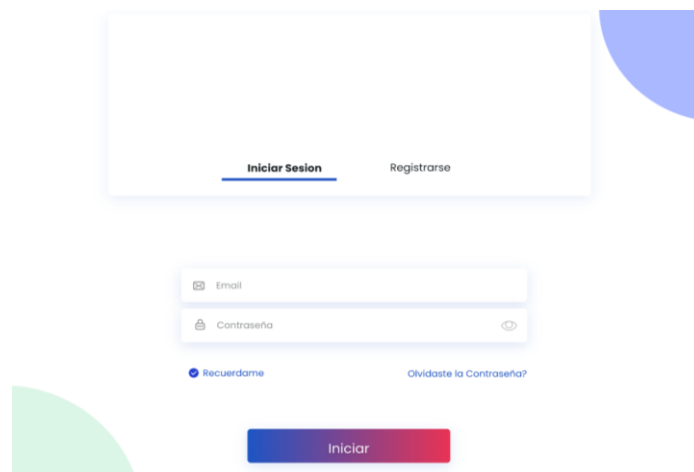 Iniciar Sesion Registrarse
Email
Contraseña
Recuerdame Olvidaste la Contraseña?
Iniciar